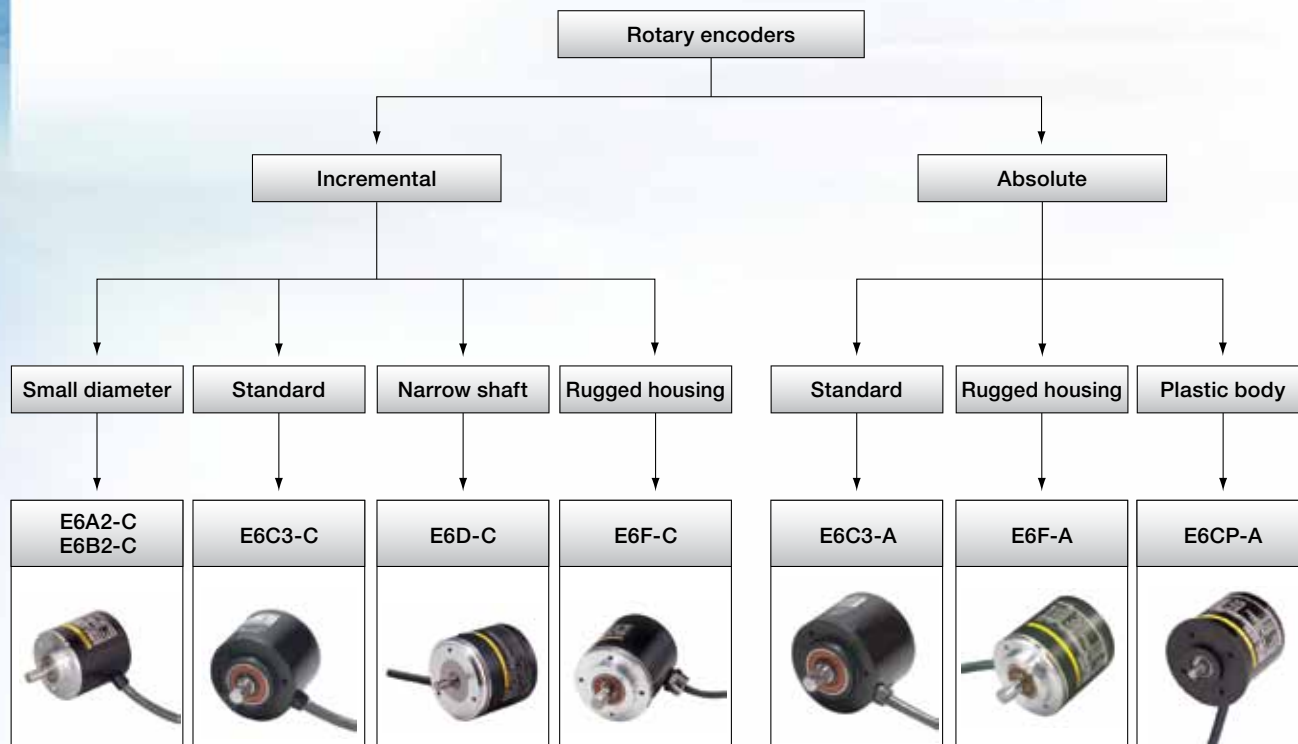 Rotary encoders
Incremental
Absolute
Small diameter
Standard
Narrow shaft
Rugged housing
Standard
Rugged housing
Plastic body
E6A2-C
E6B2-C
E6C3-C
E6D-C
E6F-C
E6C3-A
E6F-A
E6CP-A